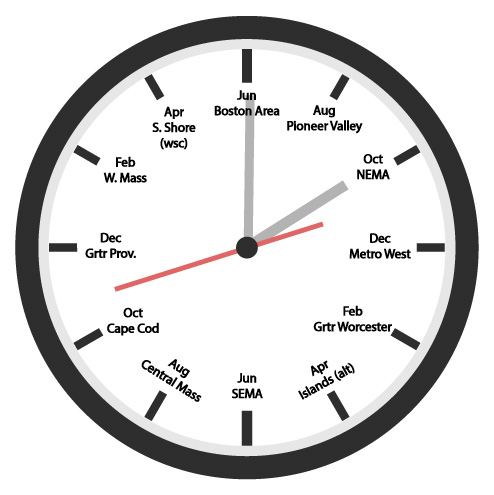 Jun
Boston Area
Aug
Pioneer Valley
Oct
NEMA
Dec
Metro West
Feb
Grtr Worcester
Apr
Islands (alt)
Jun
SEMA
Aug
Central Mass
Oct
Cape Cod
Dec
Grtr Prov.
Feb
W. Mass
Apr
S. Shore
(wsc)